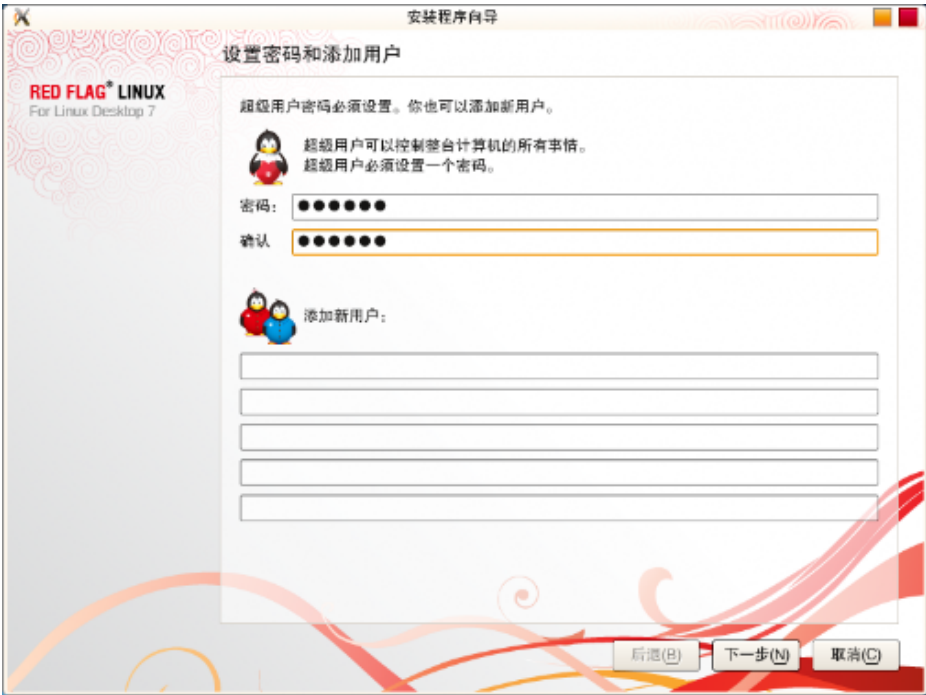 安装程序向导
设置密码和添加用户
RED FLAG® LINUX
For Linux Desktop 7
超级用户密码必须设置。你也可以添加新用户。
超级用户可以控制整台计算机的所有事情。
超级用户必须设置一个密码。
密码:
确认
添加新用户:
后退(B)
下一步(N)
取消(C)